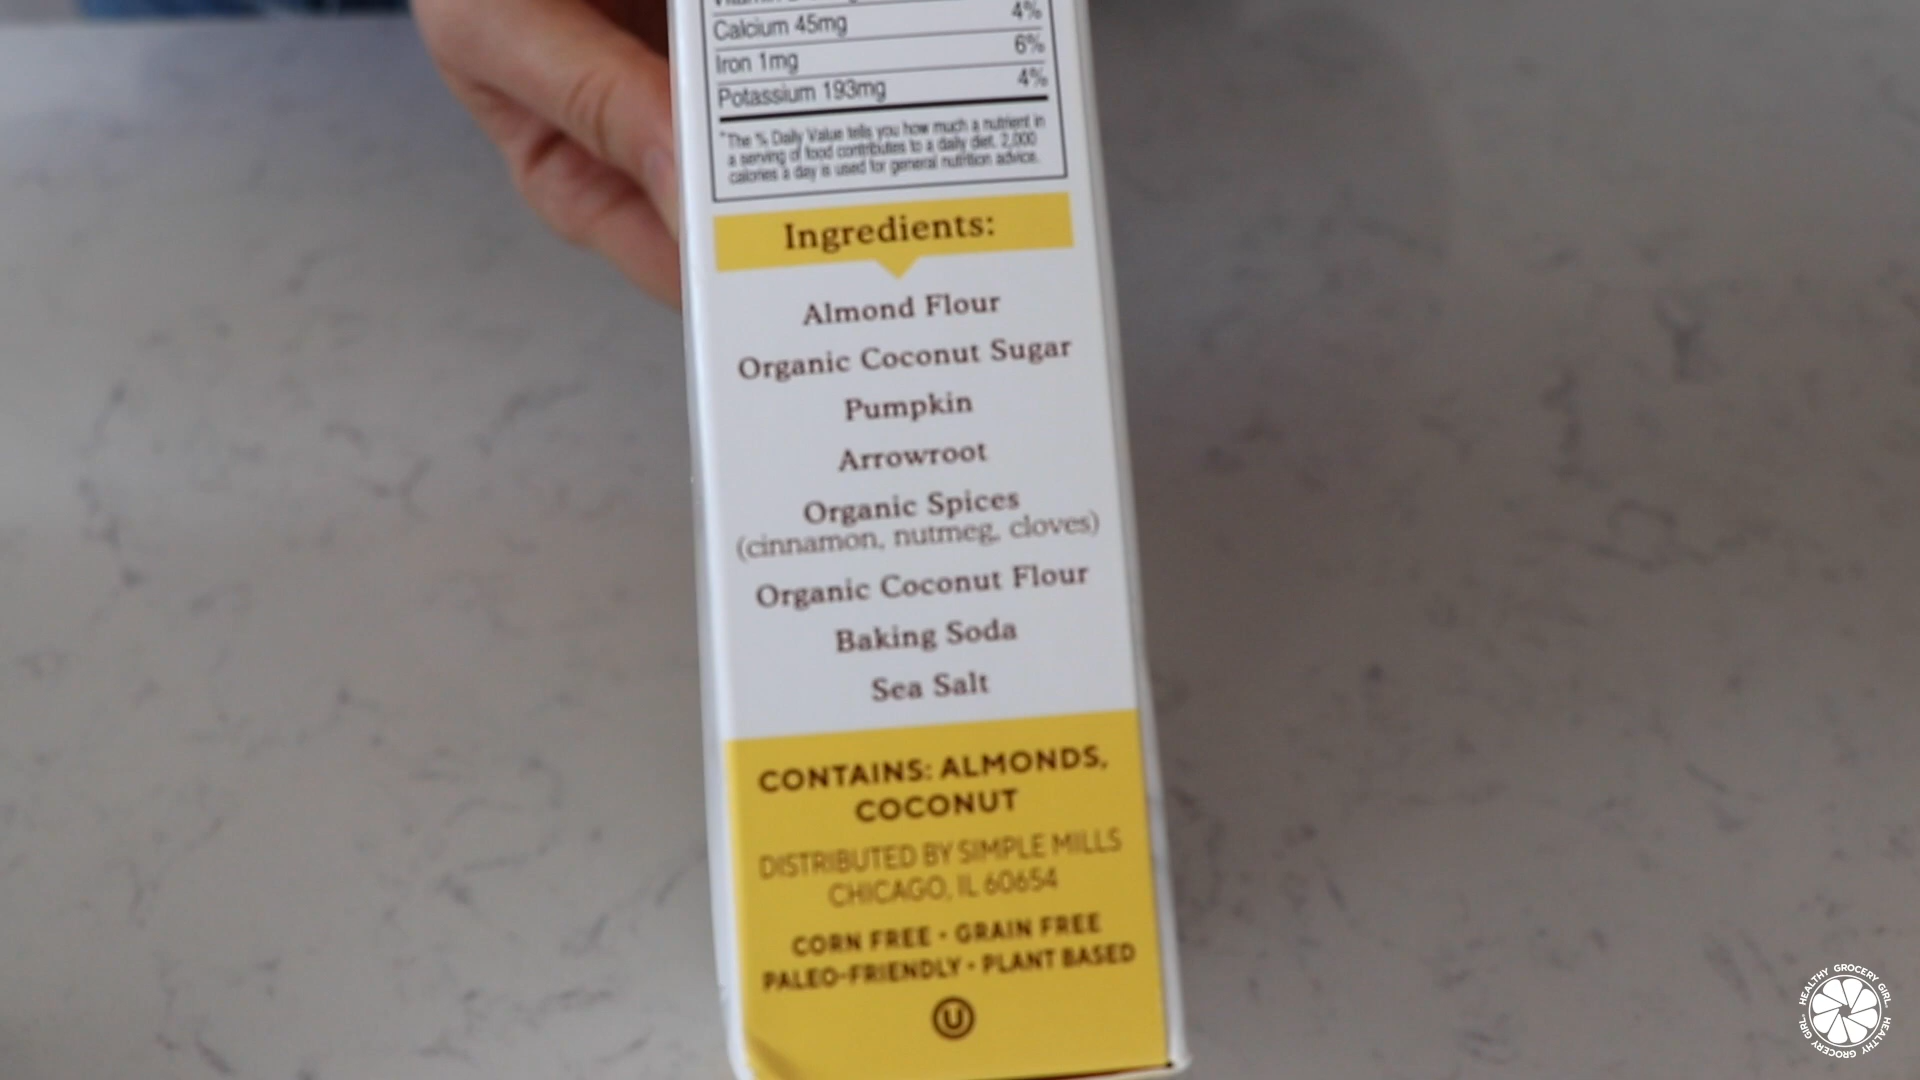 Calcium 45mg 4%
Iron 1mg 6%
Potassium 193mg 4%
*The % Daily Value tells you how much a nutrient in
a serving of food contributes to a daily diet. 2,000
calories a day is used for general nutrition advice.
Ingredients:
Almond Flour
Organic Coconut Sugar
Pumpkin
Arrowroot
Organic Spices
(cinnamon, nutmeg, cloves)
Organic Coconut Flour
Baking Soda
Sea Salt
CONTAINS: ALMONDS,
COCONUT
DISTRIBUTED BY SIMPLE MILLS
CHICAGO, IL 60654
CORN FREE • GRAIN FREE
PALEO-FRIENDLY • PLANT BASED
U
HEALTHY GROCERY GIRL
HEALTHY GROCERY GIRL